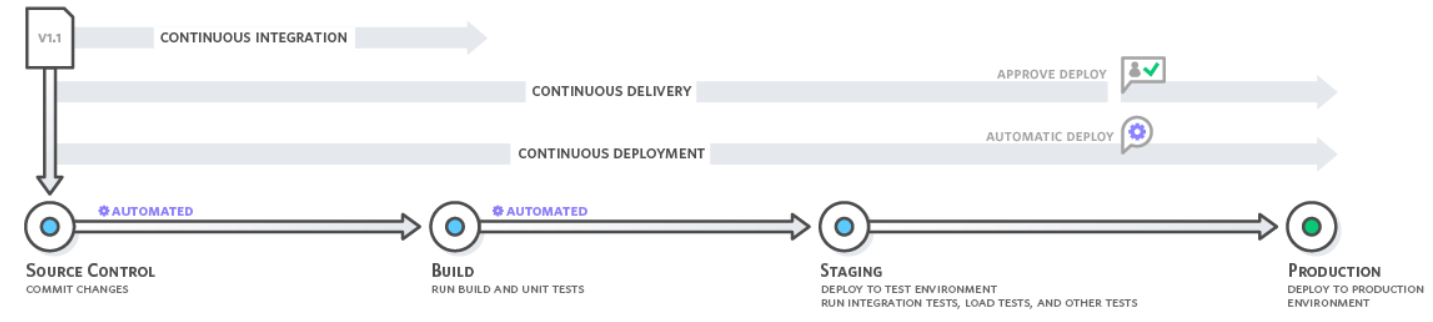 V1.1
CONTINUOUS INTEGRATION
APPROVE DEPLOY
CONTINUOUS DELIVERY
AUTOMATIC DEPLOY
CONTINUOUS DEPLOYMENT
AUTOMATED
AUTOMATED
SOURCE CONTROL
COMMIT CHANGES
BUILD
RUN BUILD AND UNIT TESTS
STAGING
DEPLOY TO TEST ENVIRONMENT
RUN INTEGRATION TESTS, LOAD TESTS, AND OTHER TESTS
PRODUCTION
DEPLOY TO PRODUCTION
ENVIRONMENT